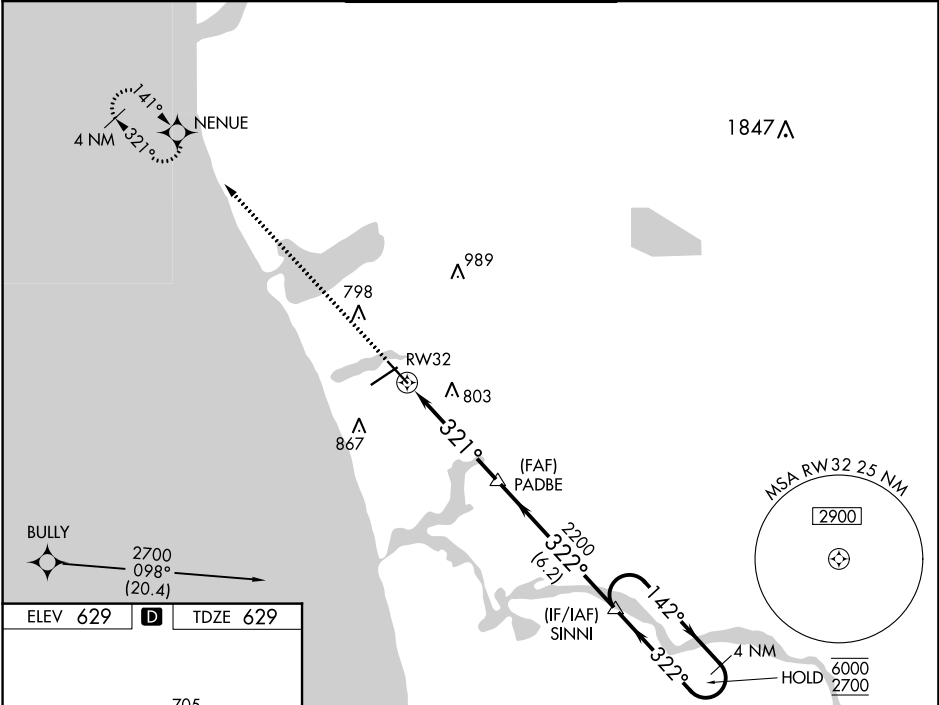 141°
NENUE
4 NM
321°
1847
989
798
RW32
803
867
321°
(FAF)
PADBE
MSA RW32 25 NM
2900
BULLY
2700
098°
(20.4)
2200
322°
(6.2)
(IF/IAF)
SINNI
142°
4 NM
322°
HOLD
6000
2700
ELEV 629
D
TDZE 629